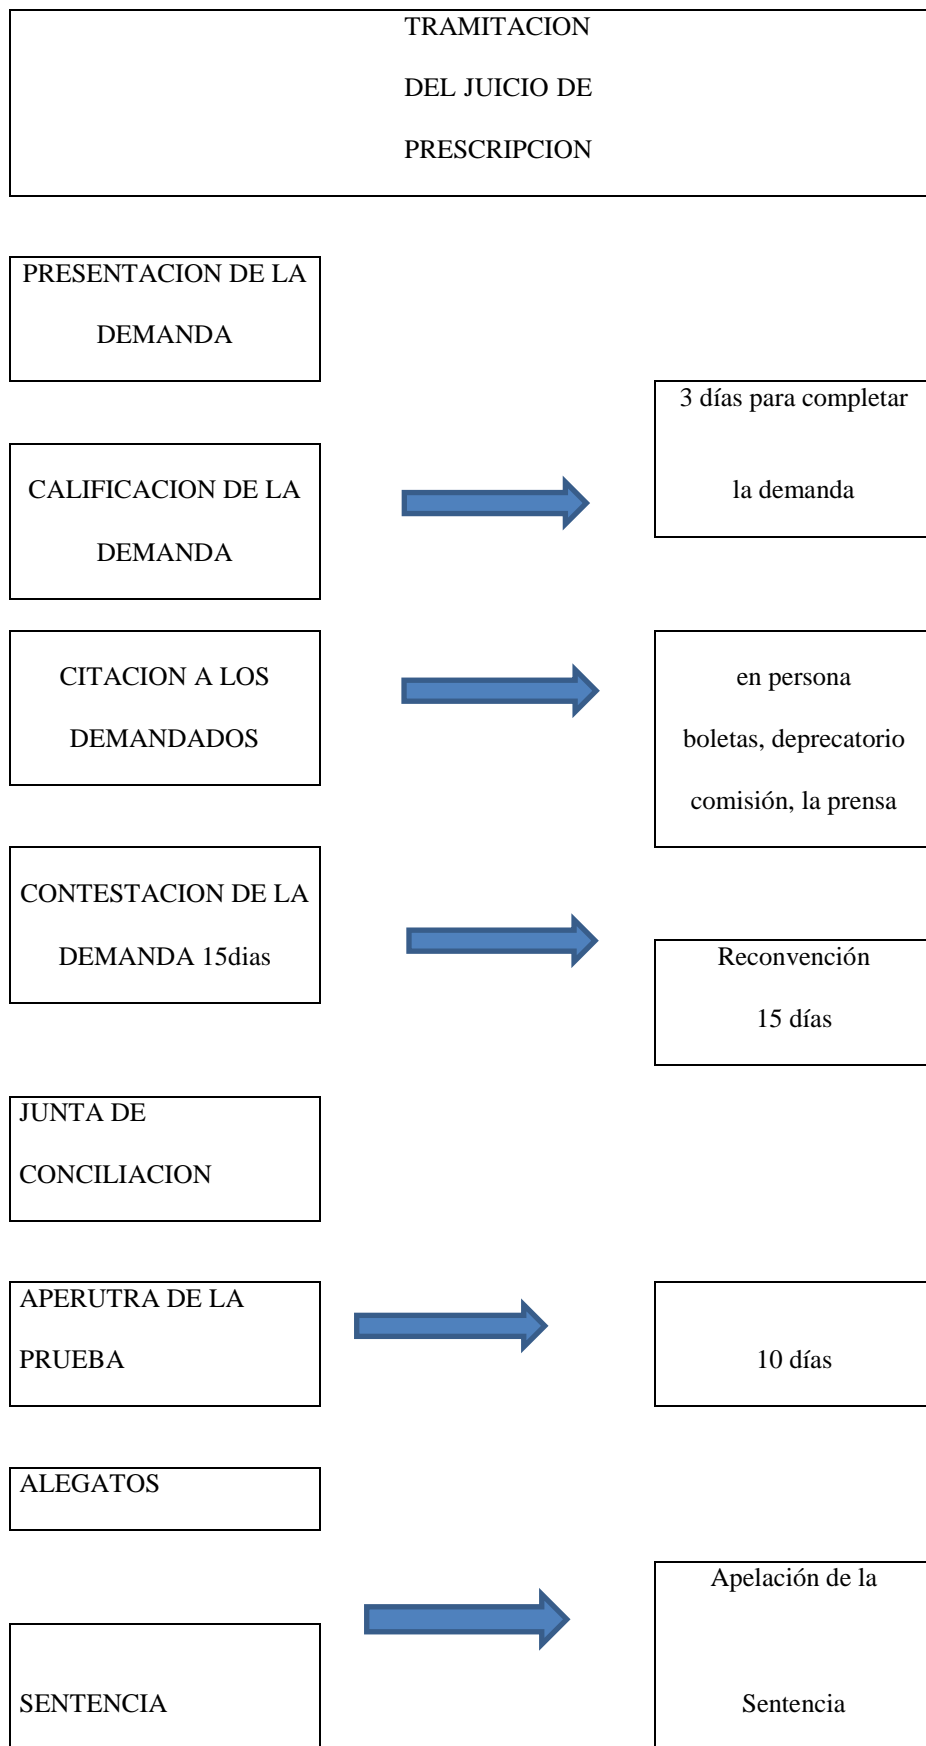 TRAMITACION
DEL JUICIO DE
PRESCRIPCION
PRESENTACION DE LA
DEMANDA
CALIFICACION DE LA
DEMANDA
3 días para completar
la demanda
CITACION A LOS
DEMANDADOS
en persona
boletas, deprecatorio
comisión, la prensa
CONTESTACION DE LA
DEMANDA 15dias
Reconvención
15 días
JUNTA DE
CONCILIACION
APERUTRA DE LA
PRUEBA
10 días
ALEGATOS
SENTENCIA
Apelación de la
Sentencia